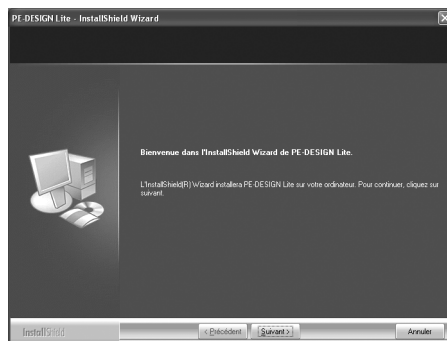 PE-DESIGN Lite - InstallShield Wizard
Bienvenue dans l'InstallShield Wizard de PE-DESIGN Lite.
L'InstallShield(R) Wizard installera PE-DESIGN Lite sur votre ordinateur. Pour continuer, cliquez sur
suivant.
InstallShield
< Précédent
Suivant >
Annuler